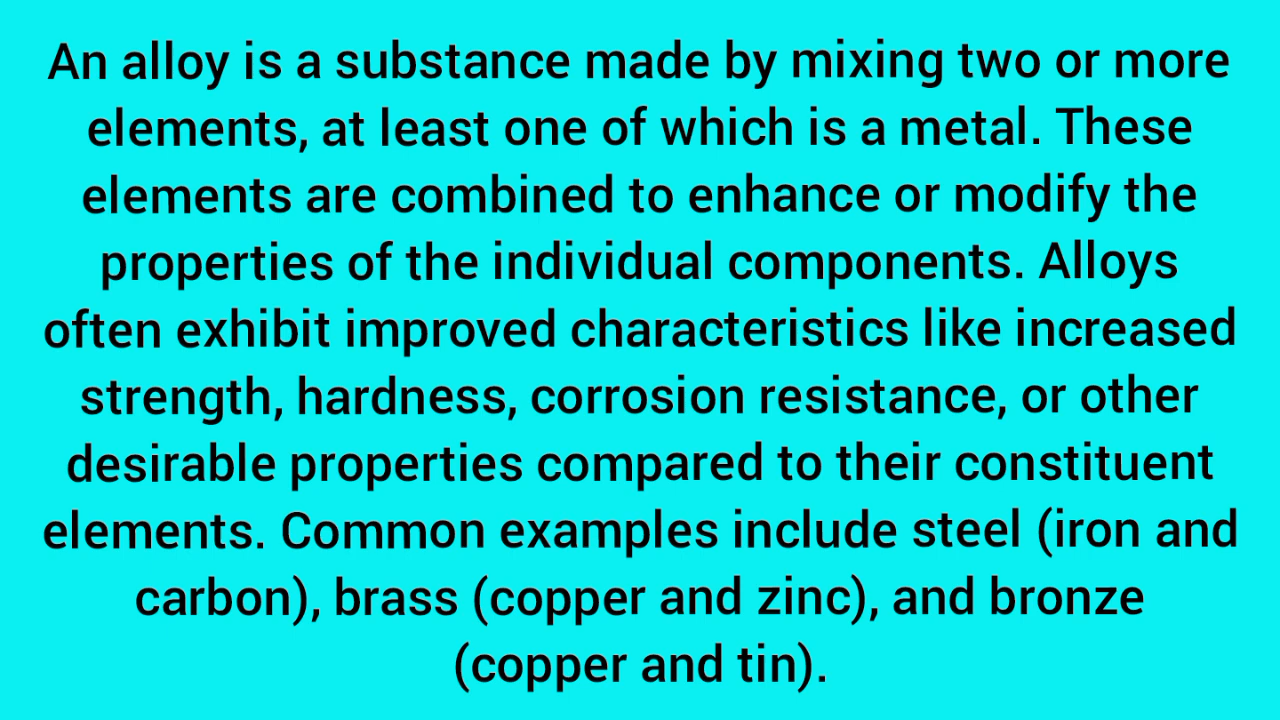 An alloy is a substance made by mixing two or more
elements, at least one of which is a metal. These
elements are combined to enhance or modify the
properties of the individual components. Alloys
often exhibit improved characteristics like increased
strength, hardness, corrosion resistance, or other
desirable properties compared to their constituent
elements. Common examples include steel (iron and
carbon), brass (copper and zinc), and bronze
(copper and tin).